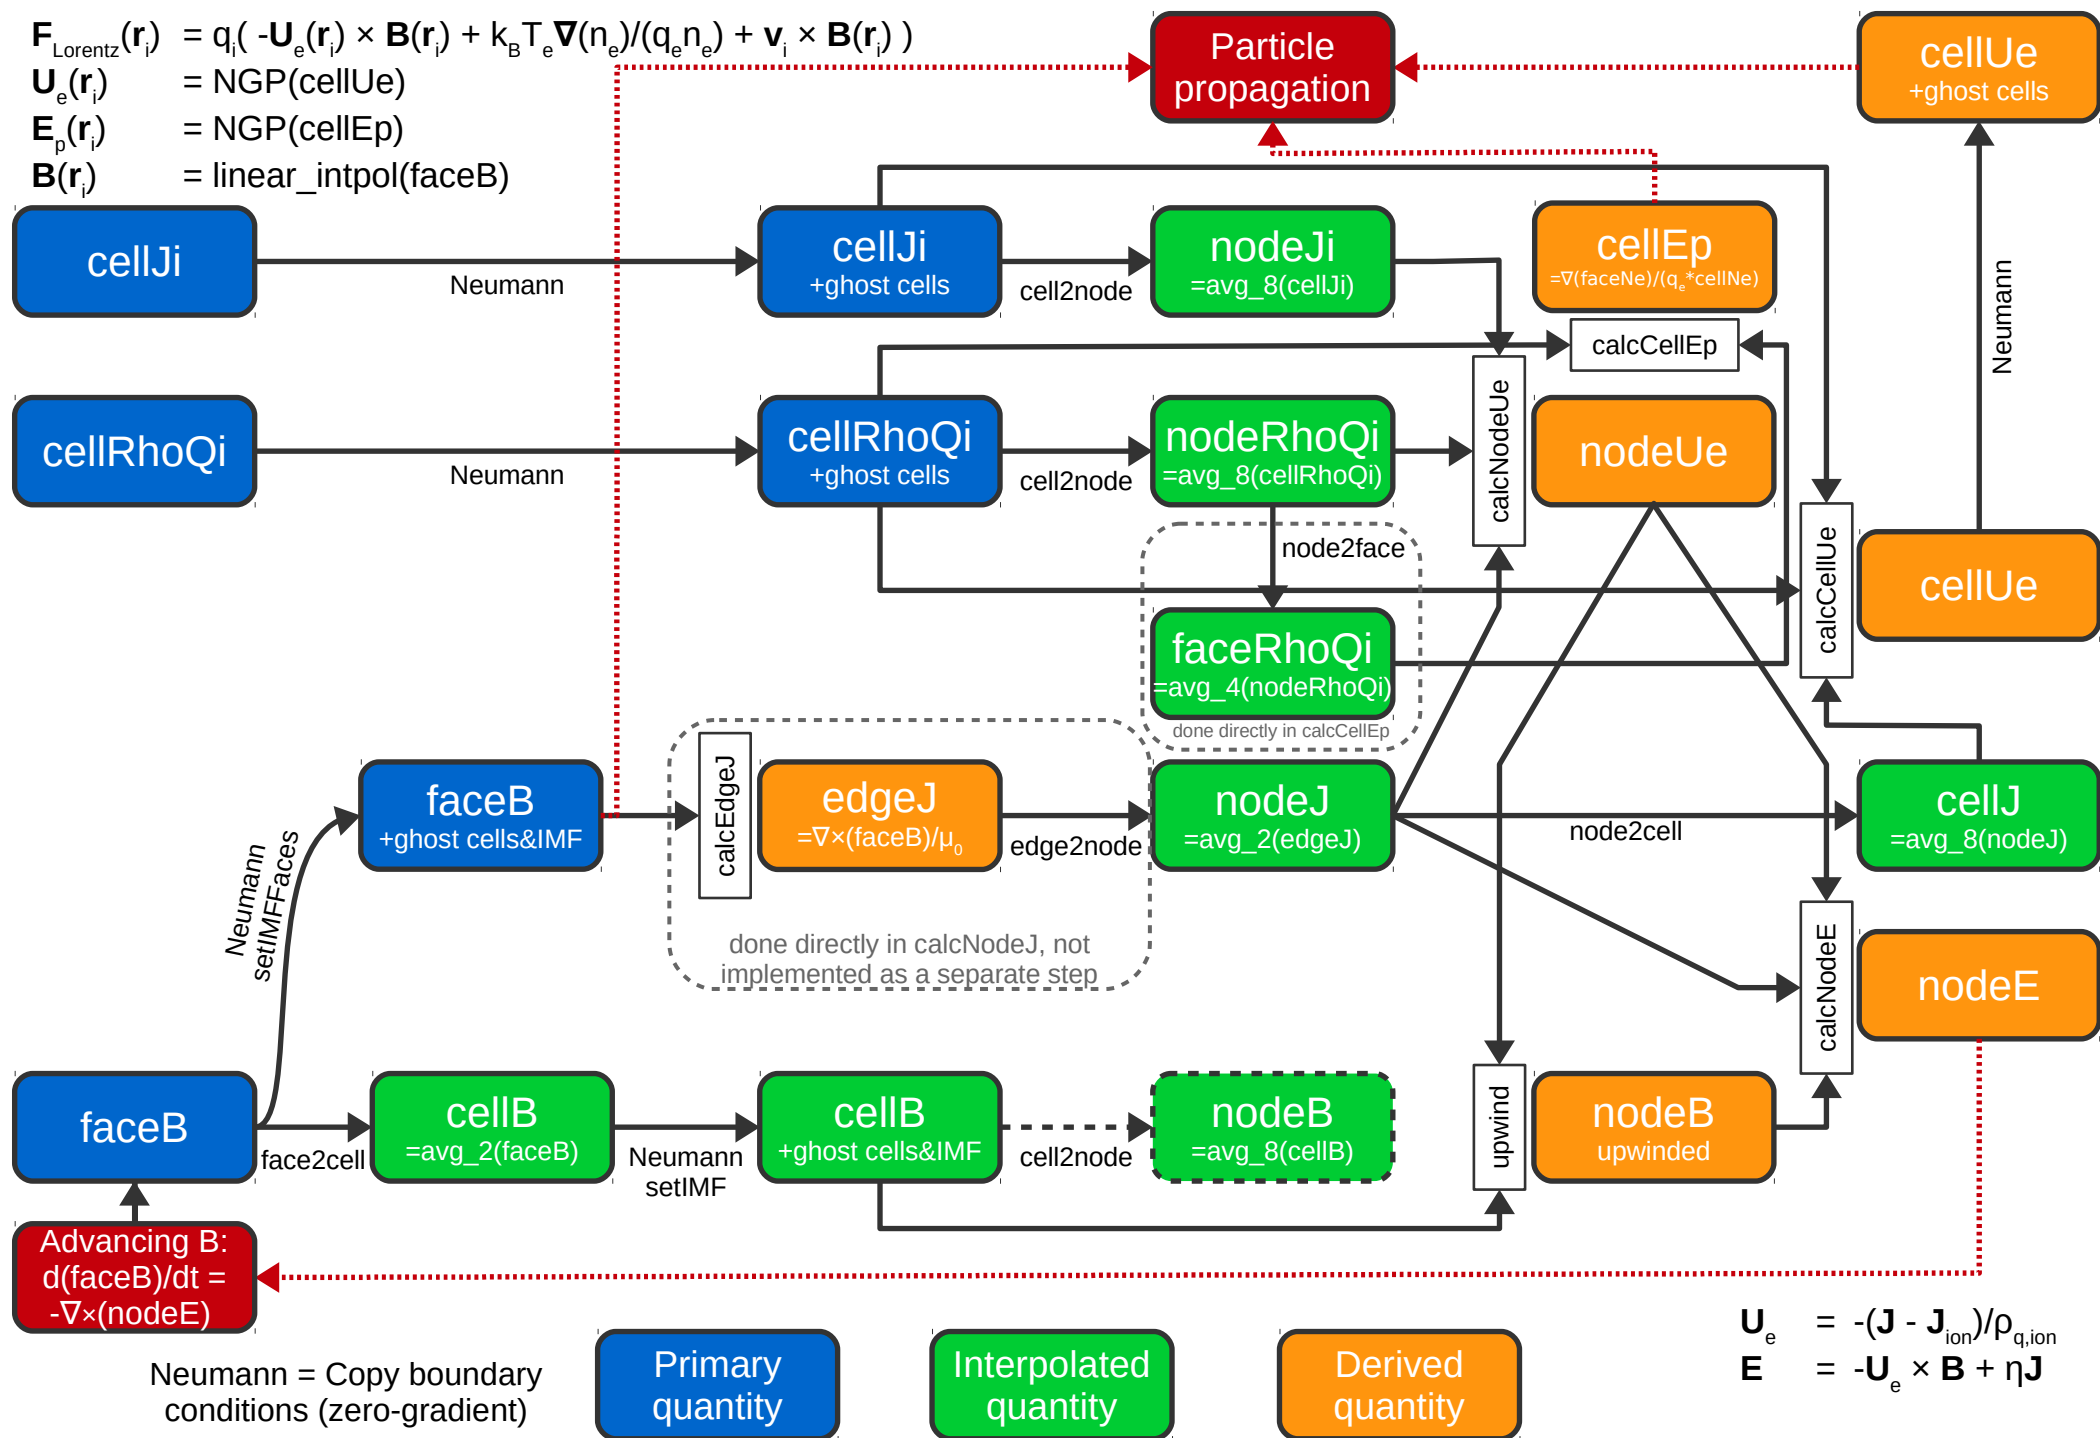 F_Lorentz(r_i) = q_i( -U_e(r_i) × B(r_i) + k_B T_e ∇(n_e)/(q_e n_e) + v_i × B(r_i) )
U_e(r_i) = NGP(cellUe)
E_p(r_i) = NGP(cellEp)
B(r_i) = linear_intpol(faceB)
Particle
propagation
cellUe
+ghost cells
cellJi
Neumann
cellJi
+ghost cells
cell2node
nodeJi
=avg_8(cellJi)
cellEp
=∇(faceNe)/(q_e*cellNe)
calcCellEp
Neumann
cellRhoQi
Neumann
cellRhoQi
+ghost cells
cell2node
nodeRhoQi
=avg_8(cellRhoQi)
calcNodeUe
nodeUe
node2face
calcCellUe
cellUe
faceRhoQi
=avg_4(nodeRhoQi)
done directly in calcCellEp
Neumann
setIMFFaces
faceB
+ghost cells&IMF
calcEdgeJ
edgeJ
=∇×(faceB)/μ_0
edge2node
nodeJ
=avg_2(edgeJ)
node2cell
cellJ
=avg_8(nodeJ)
done directly in calcNodeJ, not
implemented as a separate step
calcNodeE
nodeE
faceB
face2cell
cellB
=avg_2(faceB)
Neumann
setIMF
cellB
+ghost cells&IMF
cell2node
nodeB
=avg_8(cellB)
upwind
nodeB
upwinded
Advancing B:
d(faceB)/dt =
-∇×(nodeE)
U_e = -(J - J_ion)/ρ_q,ion
E = -U_e × B + ηJ
Neumann = Copy boundary
conditions (zero-gradient)
Primary
quantity
Interpolated
quantity
Derived
quantity